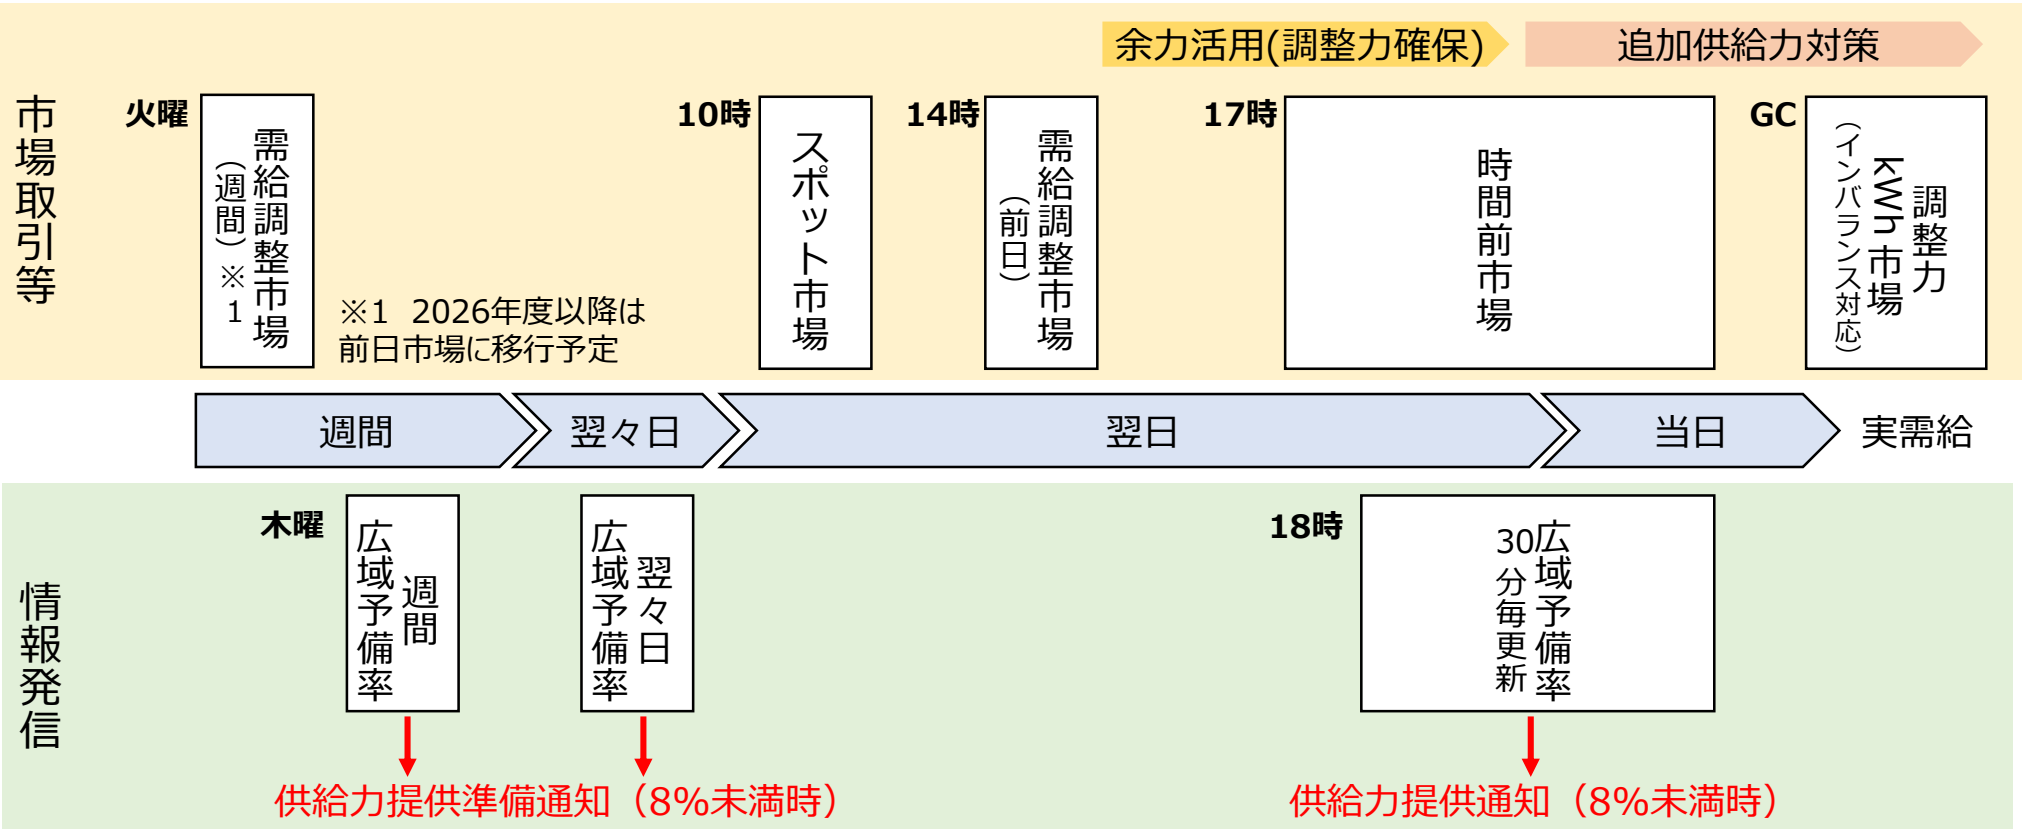 余力活用(調整力確保)
追加供給力対策
市場取引等
火曜
需給調整市場
（週間）※1
※1 2026年度以降は
前日市場に移行予定
10時
スポット市場
14時
需給調整市場
（前日）
17時
時間前市場
GC
調整力
kWh市場
（インバランス対応）
週間
翌々日
翌日
当日
実需給
情報発信
木曜
週間
広域予備率
翌々日
広域予備率
18時
広域予備率
30分毎更新
供給力提供準備通知（8%未満時）
供給力提供通知（8%未満時）